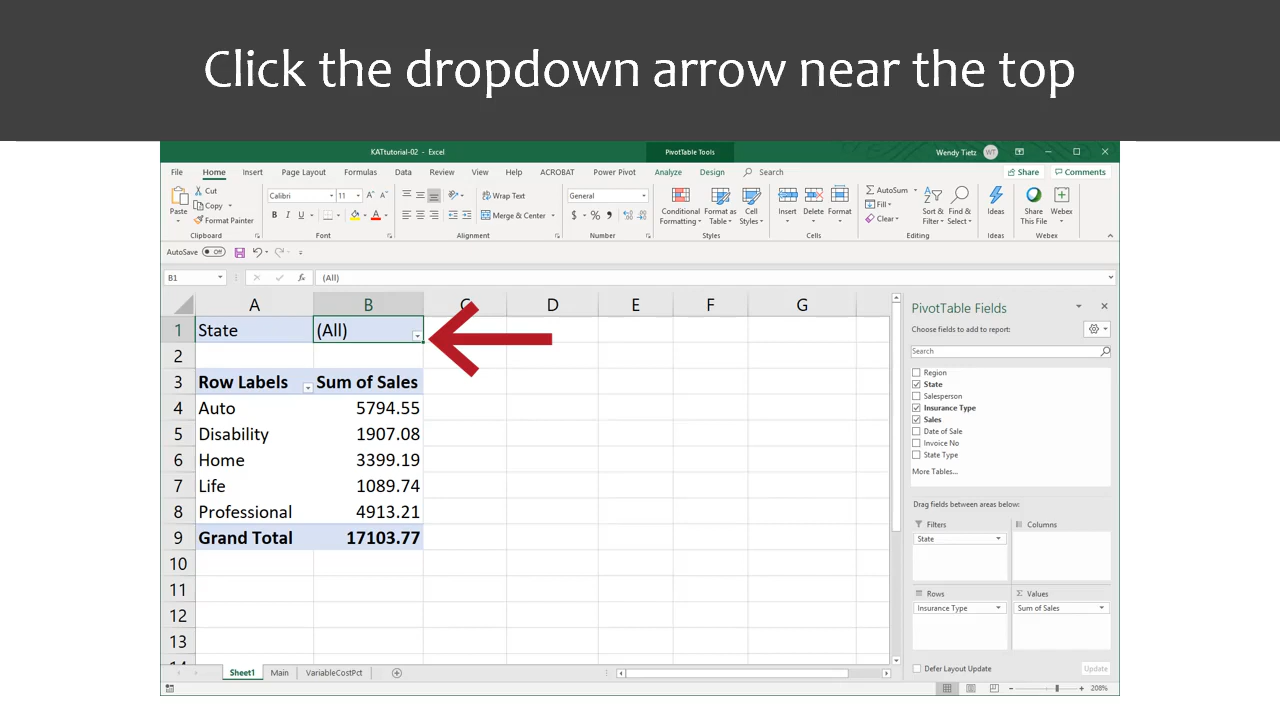 Click the dropdown arrow near the top
KATtutorial-02 - Excel PivotTable Tools Wendy Tietz WT
File Home Insert Page Layout Formulas Data Review View Help ACROBAT Power Pivot Analyze Design Search Share Comments
Paste Cut Copy Format Painter
Calibri 11 A A
B I U A
Wrap Text
Merge & Center
General
$ % ,
Conditional Formatting Format as Table Cell Styles
Insert Delete Format
AutoSum
Fill
Clear
Sort & Filter Find & Select
Ideas
Share This File Webex
Clipboard Font Alignment Number Styles Cells Editing Ideas Webex
AutoSave Off
B1 fx (All)
A B C D E F G
1 State (All)
2
3 Row Labels Sum of Sales
4 Auto 5794.55
5 Disability 1907.08
6 Home 3399.19
7 Life 1089.74
8 Professional 4913.21
9 Grand Total 17103.77
10
11
12
13
PivotTable Fields
Choose fields to add to report:
Search
Region
State
Salesperson
Insurance Type
Sales
Date of Sale
Invoice No
State Type
More Tables...
Drag fields between areas below:
Filters Columns
State
Rows Σ Values
Insurance Type Sum of Sales
Defer Layout Update Update
Sheet1 Main VariableCostPct
208%